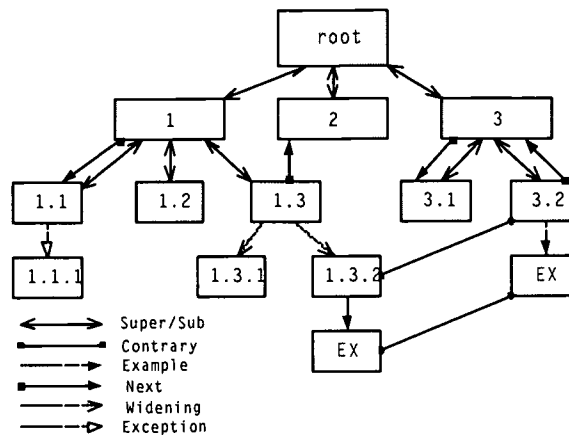 root
1
2
3
1.1
1.2
1.3
3.1
3.2
1.1.1
1.3.1
1.3.2
EX
EX
Super/Sub
Contrary
Example
Next
Widening
Exception